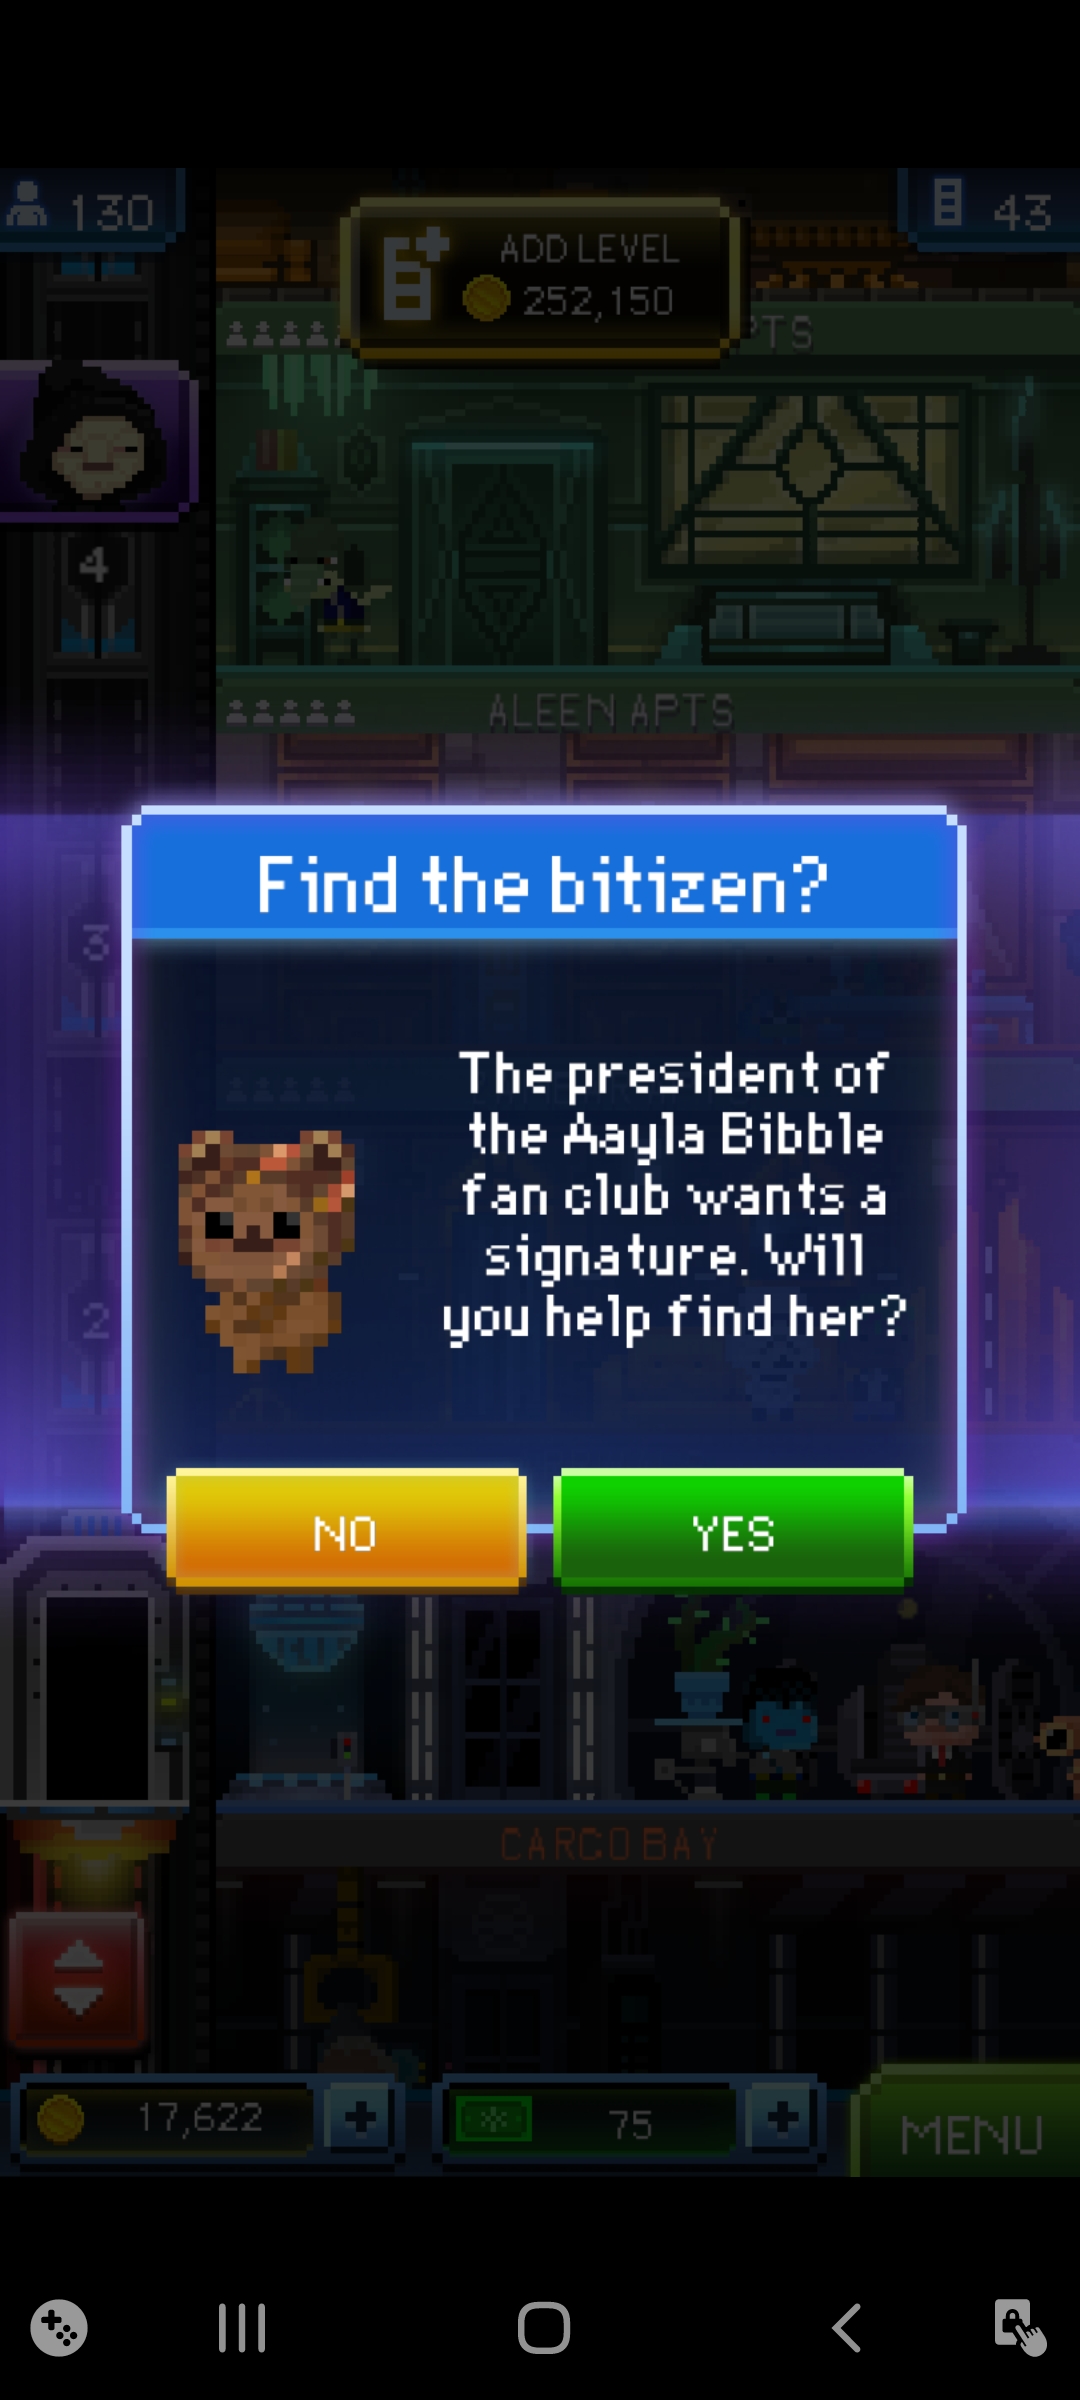 130
43
ADD LEVEL
252,150
PTS
4
ALEEN APTS
Find the bitizen?
3
The president of
the Aayla Bibble
fan club wants a
signature. Will
you help find her?
2
NO
YES
CARGO BAY
17,622
75
MENU